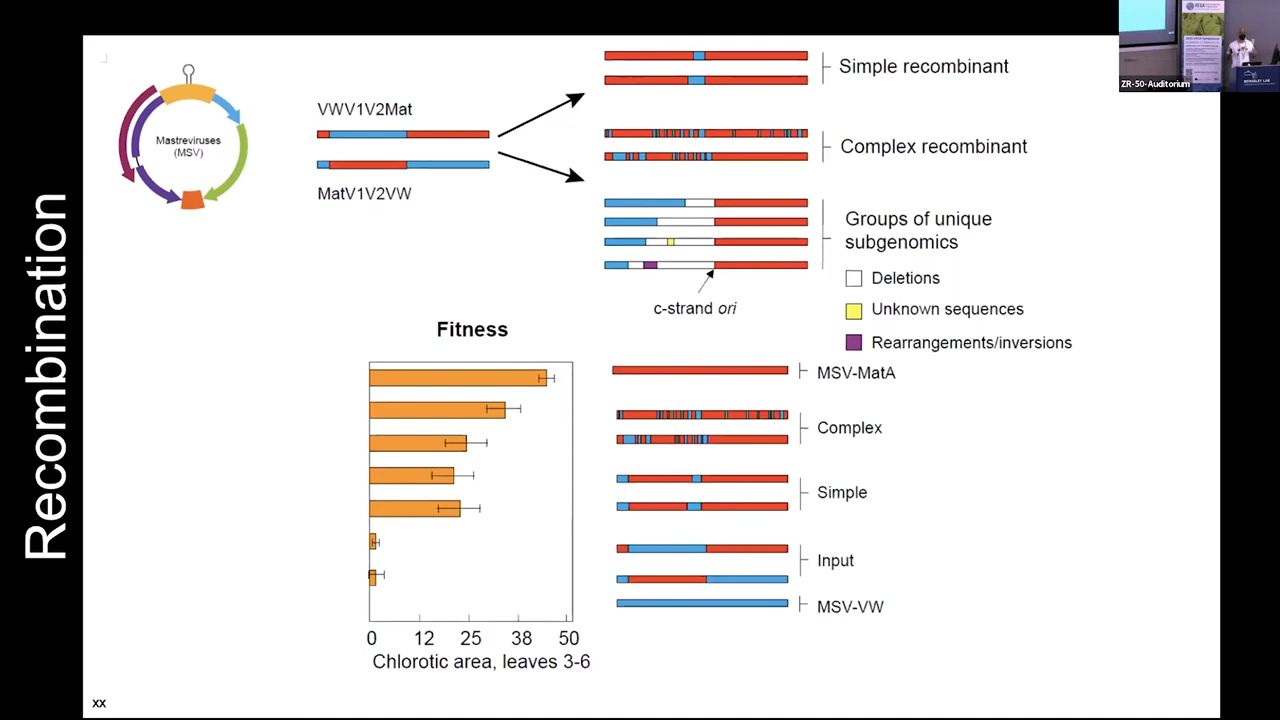 Recombination
Mastreviruses
(MSV)
VWV1V2Mat
MatV1V2VW
Simple recombinant
Complex recombinant
Groups of unique
subgenomics
Deletions
Unknown sequences
Rearrangements/inversions
c-strand ori
Fitness
0 12 25 38 50
Chlorotic area, leaves 3-6
MSV-MatA
Complex
Simple
Input
MSV-VW
xx
ZR-50-Auditorium
BERKELEY LAB